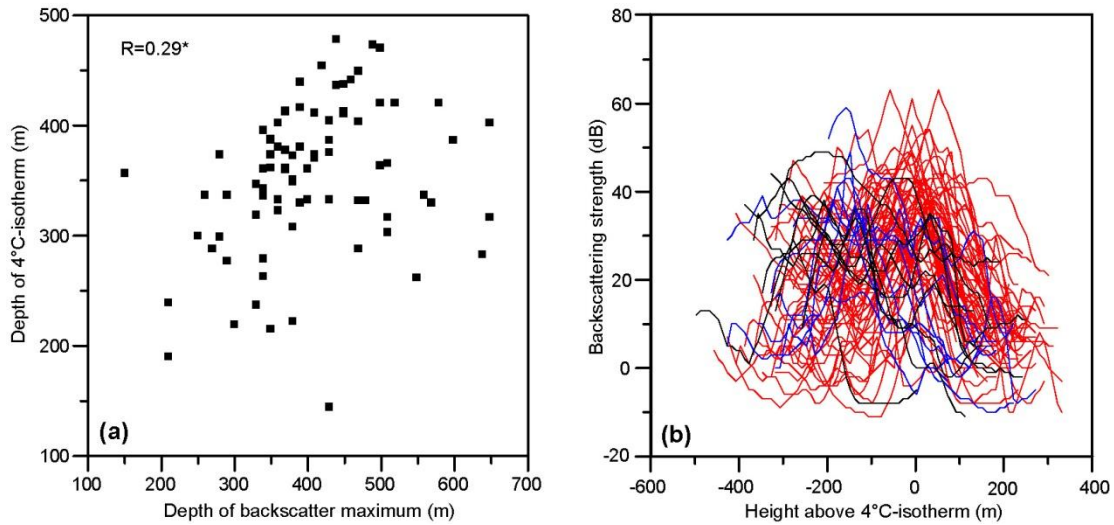 500
400
300
200
100
100 200 300 400 500 600 700
Depth of 4°C-isotherm (m)
Depth of backscatter maximum (m)
R=0.29*
(a)
80
60
40
20
0
-20
-600 -400 -200 0 200 400
Backscattering strength (dB)
Height above 4°C-isotherm (m)
(b)